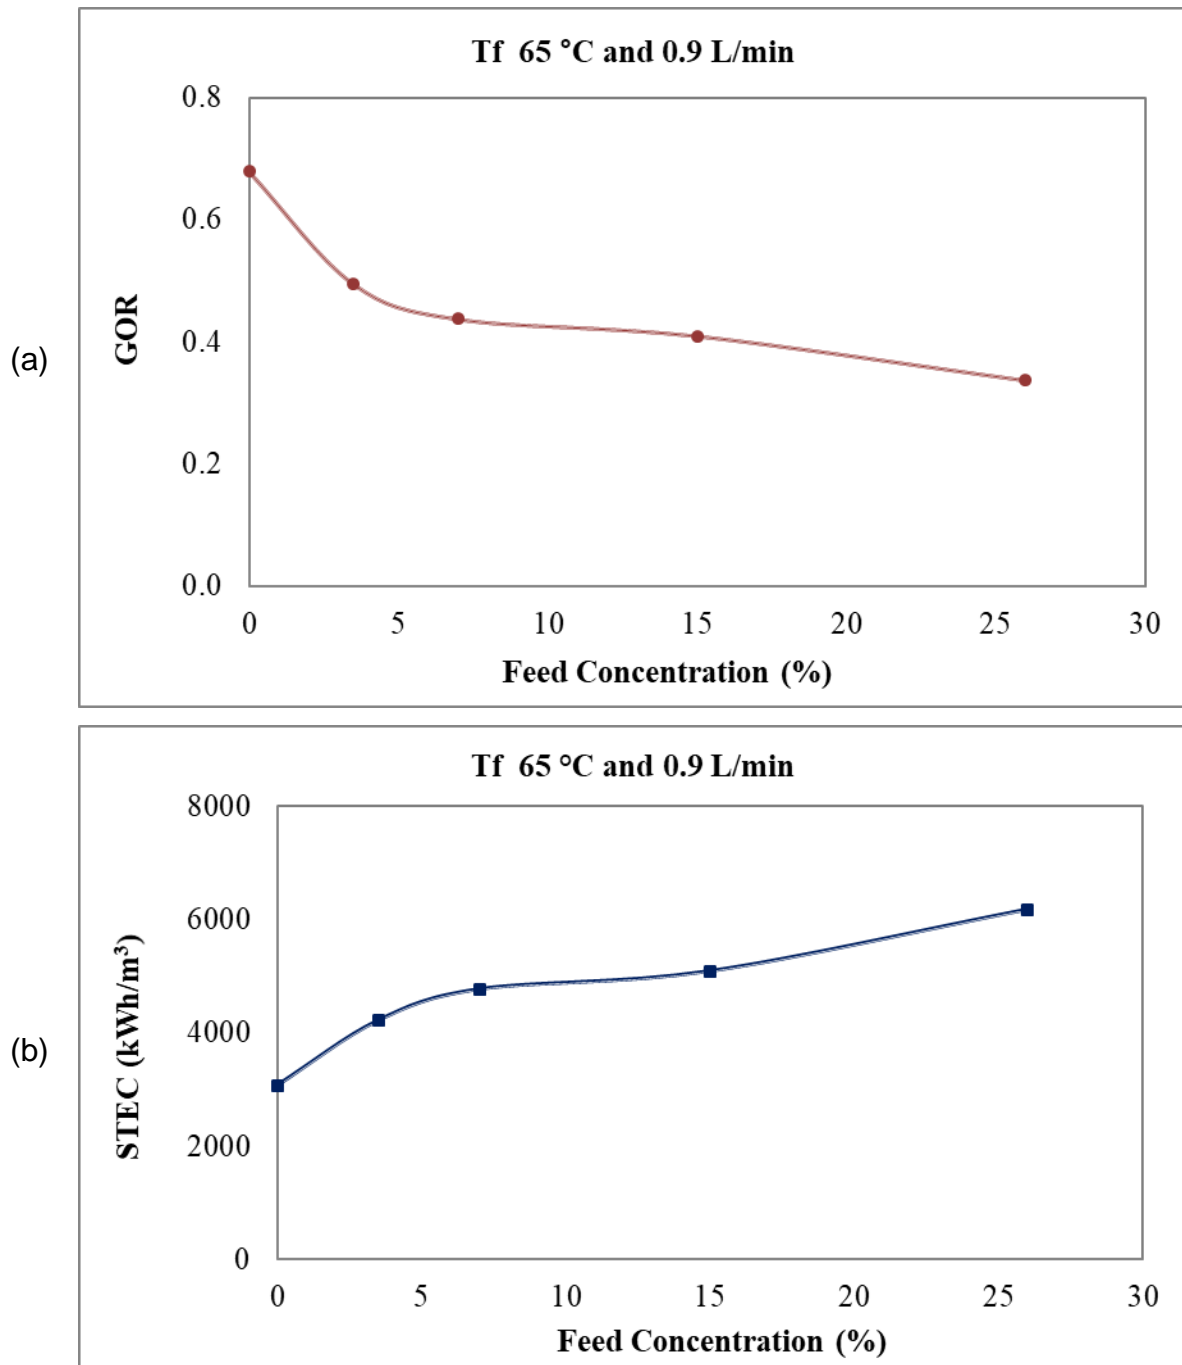 Tf 65 °C and 0.9 L/min
0.8
0.6
0.4
0.2
0.0
GOR
(a)
0 5 10 15 20 25 30
Feed Concentration (%)
Tf 65 °C and 0.9 L/min
8000
6000
4000
2000
0
STEC (kWh/m³)
(b)
0 5 10 15 20 25 30
Feed Concentration (%)